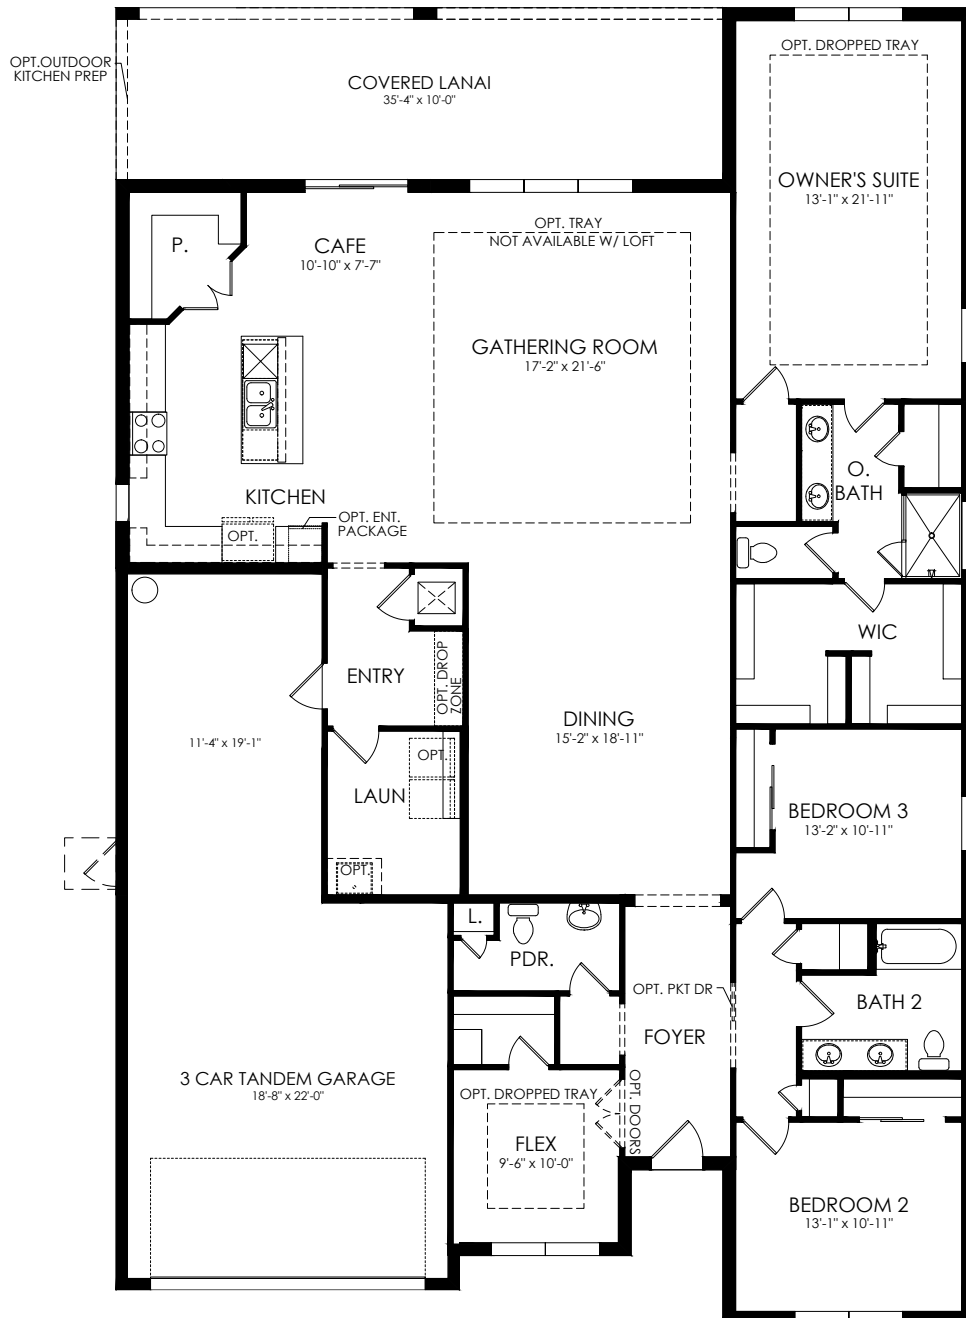 OPT. DROPPED TRAY
OPT.OUTDOOR
KITCHEN PREP
COVERED LANAI
35'-4" x 10'-0"
OWNER'S SUITE
13'-1" x 21'-11"
P.
CAFE
10'-10" x 7'-7"
OPT. TRAY
NOT AVAILABLE W/ LOFT
GATHERING ROOM
17'-2" x 21'-6"
O.
BATH
KITCHEN
OPT.
OPT. ENT.
PACKAGE
WIC
ENTRY
OPT. DROP
ZONE
DINING
15'-2" x 18'-11"
11'-4" x 19'-1"
OPT.
LAUN
OPT.
BEDROOM 3
13'-2" x 10'-11"
L.
PDR.
OPT. PKT DR
BATH 2
FOYER
3 CAR TANDEM GARAGE
18'-8" x 22'-0"
OPT. DROPPED TRAY
OPT. DOORS
FLEX
9'-6" x 10'-0"
BEDROOM 2
13'-1" x 10'-11"